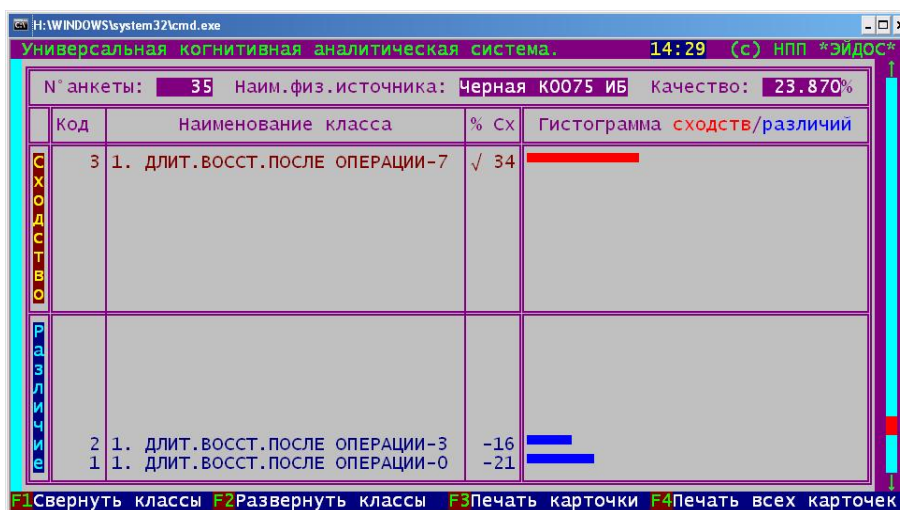 H:\WINDOWS\system32\cmd.exe
Универсальная когнитивная аналитическая система. 14:29 (c) НПП *ЭЙДОС*
N°анкеты: 35 Наим.физ.источника: Черная К0075 ИБ Качество: 23.870%
Код Наименование класса % Сх Гистограмма сходств/различий
Сходство
3 1. ДЛИТ.ВОССТ.ПОСЛЕ ОПЕРАЦИИ-7 √ 34
Различие
2 1. ДЛИТ.ВОССТ.ПОСЛЕ ОПЕРАЦИИ-3 -16
1 1. ДЛИТ.ВОССТ.ПОСЛЕ ОПЕРАЦИИ-0 -21
F1Свернуть классы F2Развернуть классы F3Печать карточки F4Печать всех карточек